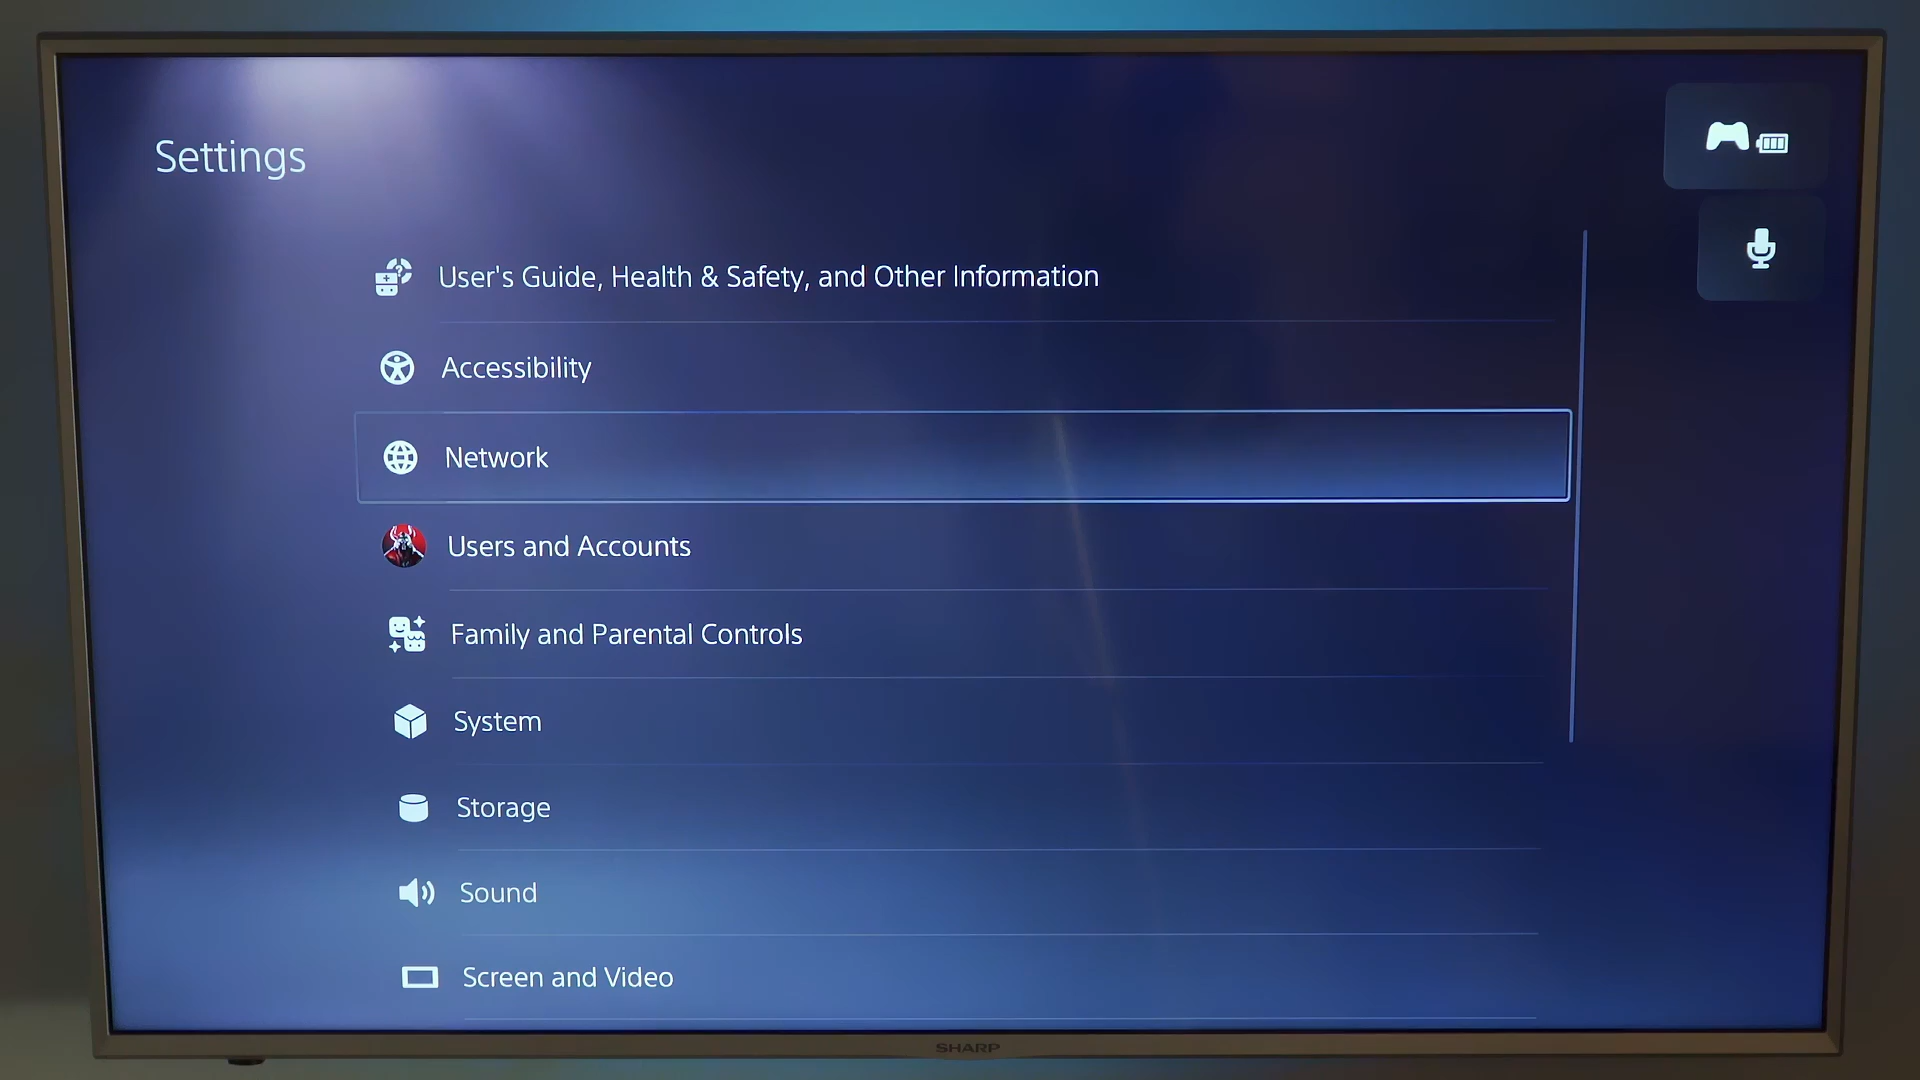 Settings
User's Guide, Health & Safety, and Other Information
Accessibility
Network
Users and Accounts
Family and Parental Controls
System
Storage
Sound
Screen and Video
SHARP